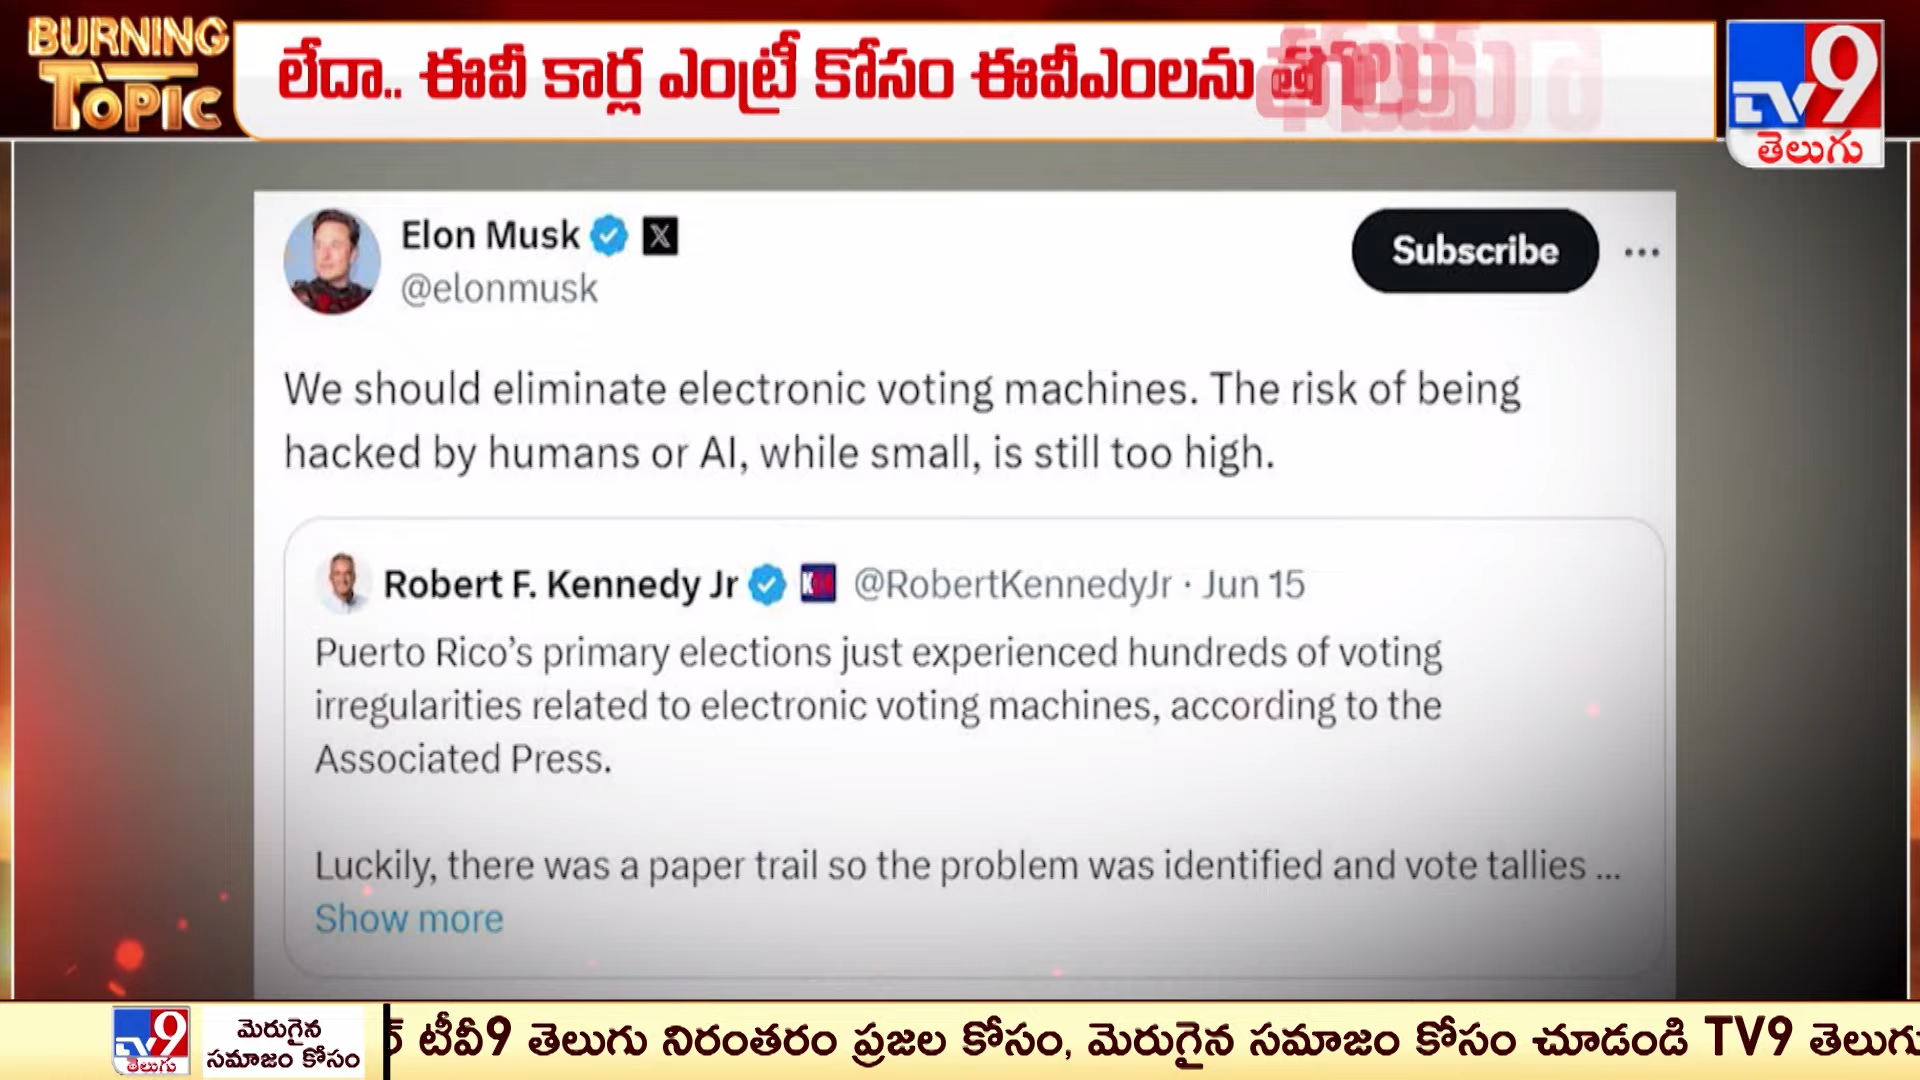 BURNING
TOPIC
లేదా.. ఈవీ కార్ల ఎంట్రీ కోసం ఈవీఎంలను
TV9
తెలుగు
Elon Musk
@elonmusk
Subscribe
We should eliminate electronic voting machines. The risk of being
hacked by humans or AI, while small, is still too high.
Robert F. Kennedy Jr @RobertKennedyJr · Jun 15
Puerto Rico’s primary elections just experienced hundreds of voting
irregularities related to electronic voting machines, according to the
Associated Press.
Luckily, there was a paper trail so the problem was identified and vote tallies ...
Show more
TV9
తెలుగు
మెరుగైన
సమాజం కోసం
టీవీ9 తెలుగు నిరంతరం ప్రజల కోసం, మెరుగైన సమాజం కోసం చూడండి TV9 తెలుగు